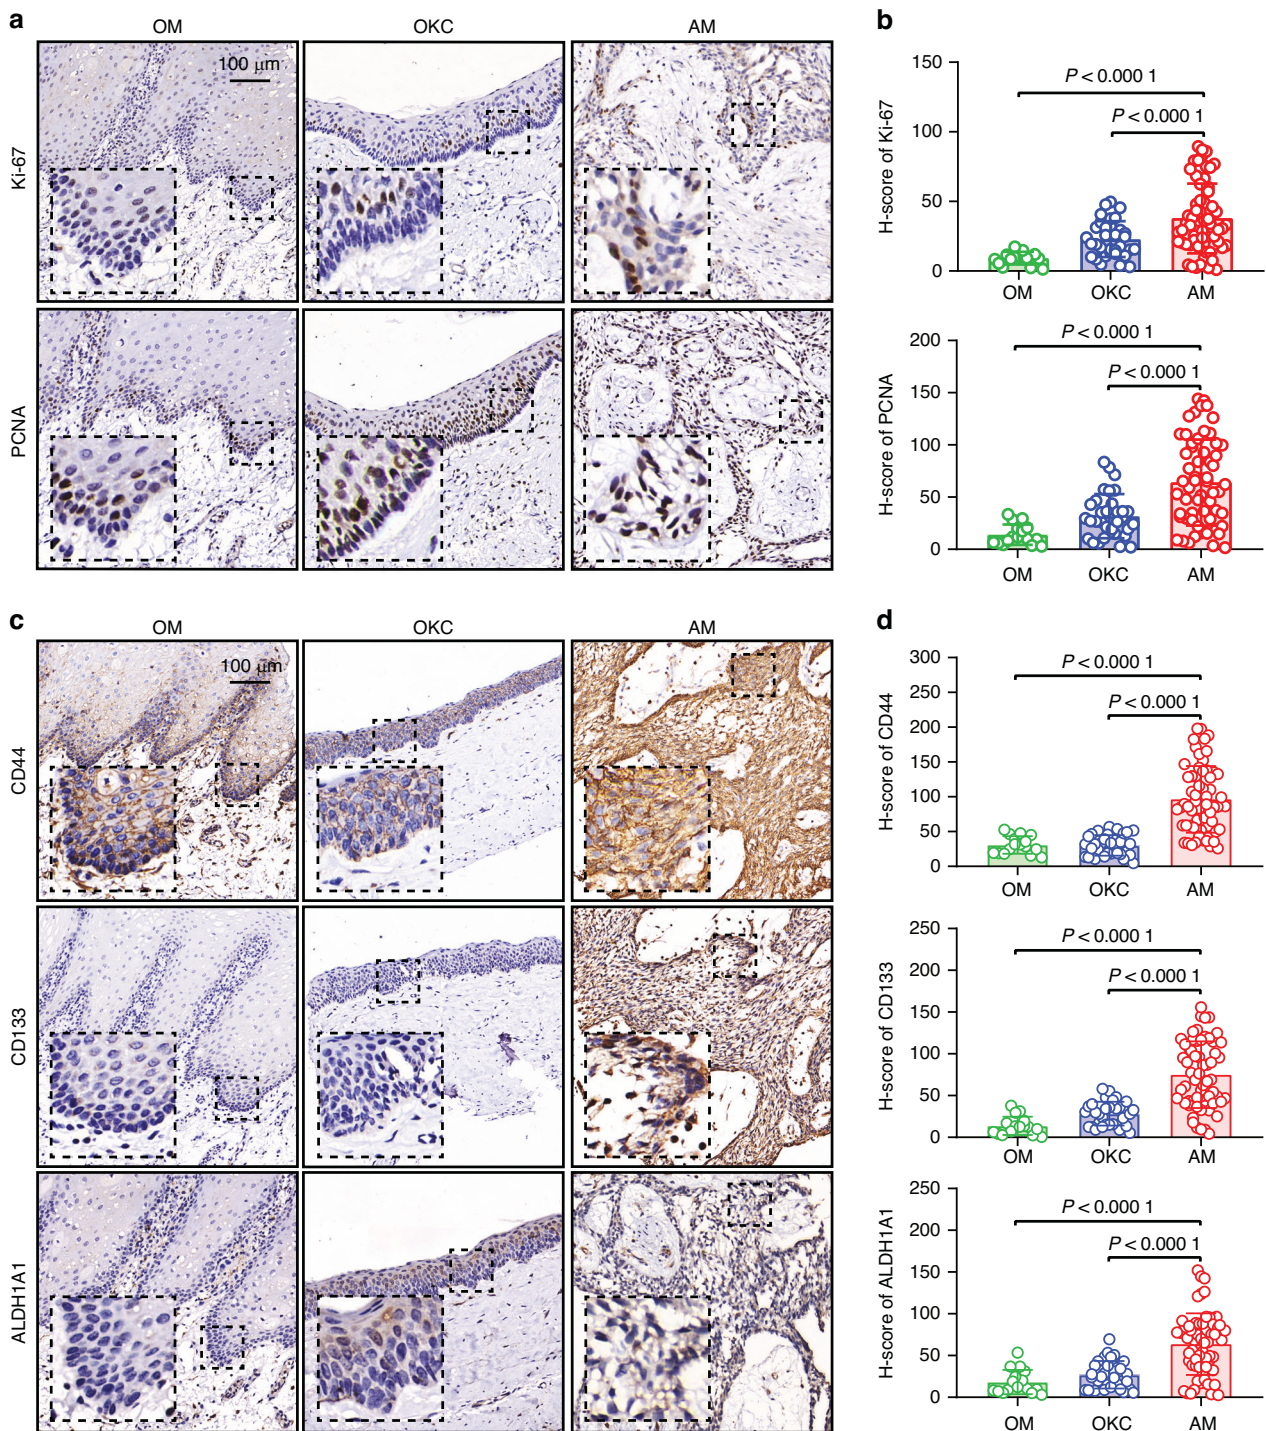 a
OM OKC AM
100 µm
Ki-67
PCNA
b
150
100
50
0
H-score of Ki-67
P < 0.000 1
P < 0.000 1
OM OKC AM
200
150
100
50
0
H-score of PCNA
P < 0.000 1
P < 0.000 1
OM OKC AM
c
OM OKC AM
100 µm
CD44
CD133
ALDH1A1
d
300
250
200
150
100
50
0
H-score of CD44
P < 0.000 1
P < 0.000 1
OM OKC AM
250
200
150
100
50
0
H-score of CD133
P < 0.000 1
P < 0.000 1
OM OKC AM
250
200
150
100
50
0
H-score of ALDH1A1
P < 0.000 1
P < 0.000 1
OM OKC AM